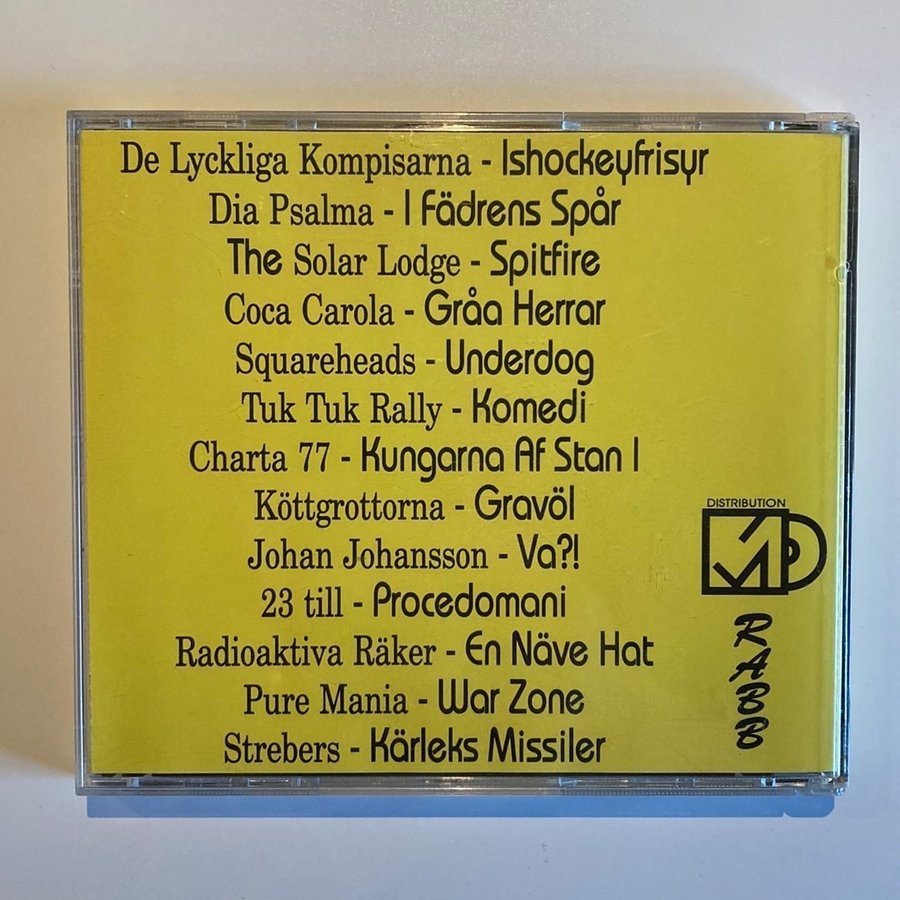 De Lyckliga Kompisarna - Ishockeyfrisyr
Dia Psalma - I Fädrens Spår
The Solar Lodge - Spitfire
Coca Carola - Gråa Herrar
Squareheads - Underdog
Tuk Tuk Rally - Komedi
Charta 77 - Kungarna Af Stan I
Köttgrottorna - Gravöl
Johan Johansson - Va?!
23 till - Procedomani
Radioaktiva Räker - En Näve Hat
Pure Mania - War Zone
Strebers - Kärleks Missiler
DISTRIBUTION
RABB